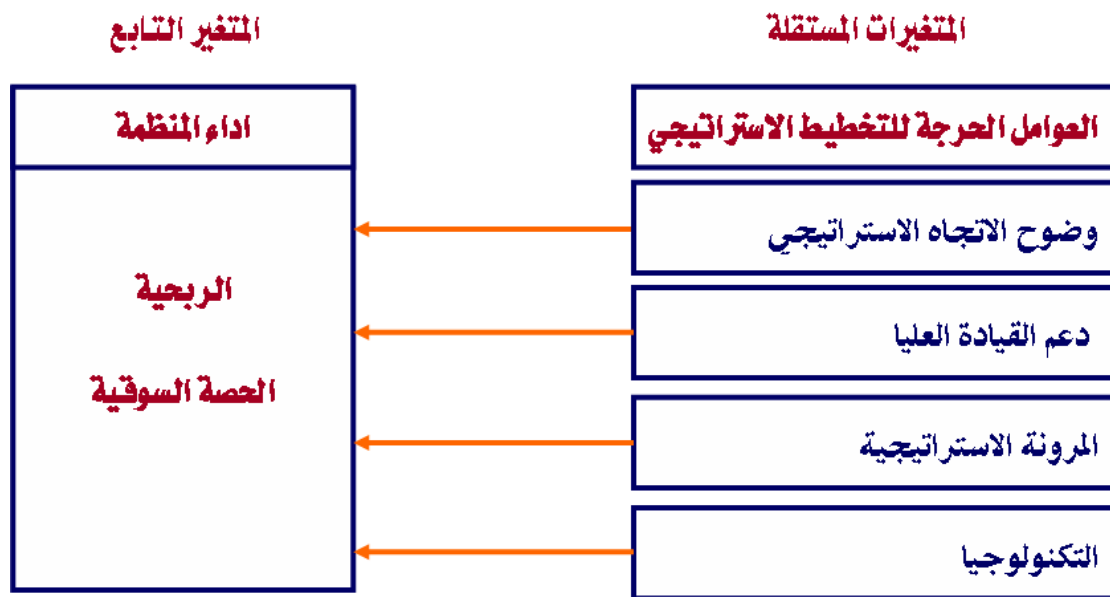 المتغيرات المستقلة
المتغير التابع
العوامل الحرجة للتخطيط الاستراتيجي
وضوح الاتجاه الاستراتيجي
دعم القيادة العليا
المرونة الاستراتيجية
التكنولوجيا
اداء المنظمة
الربحية
الحصة السوقية